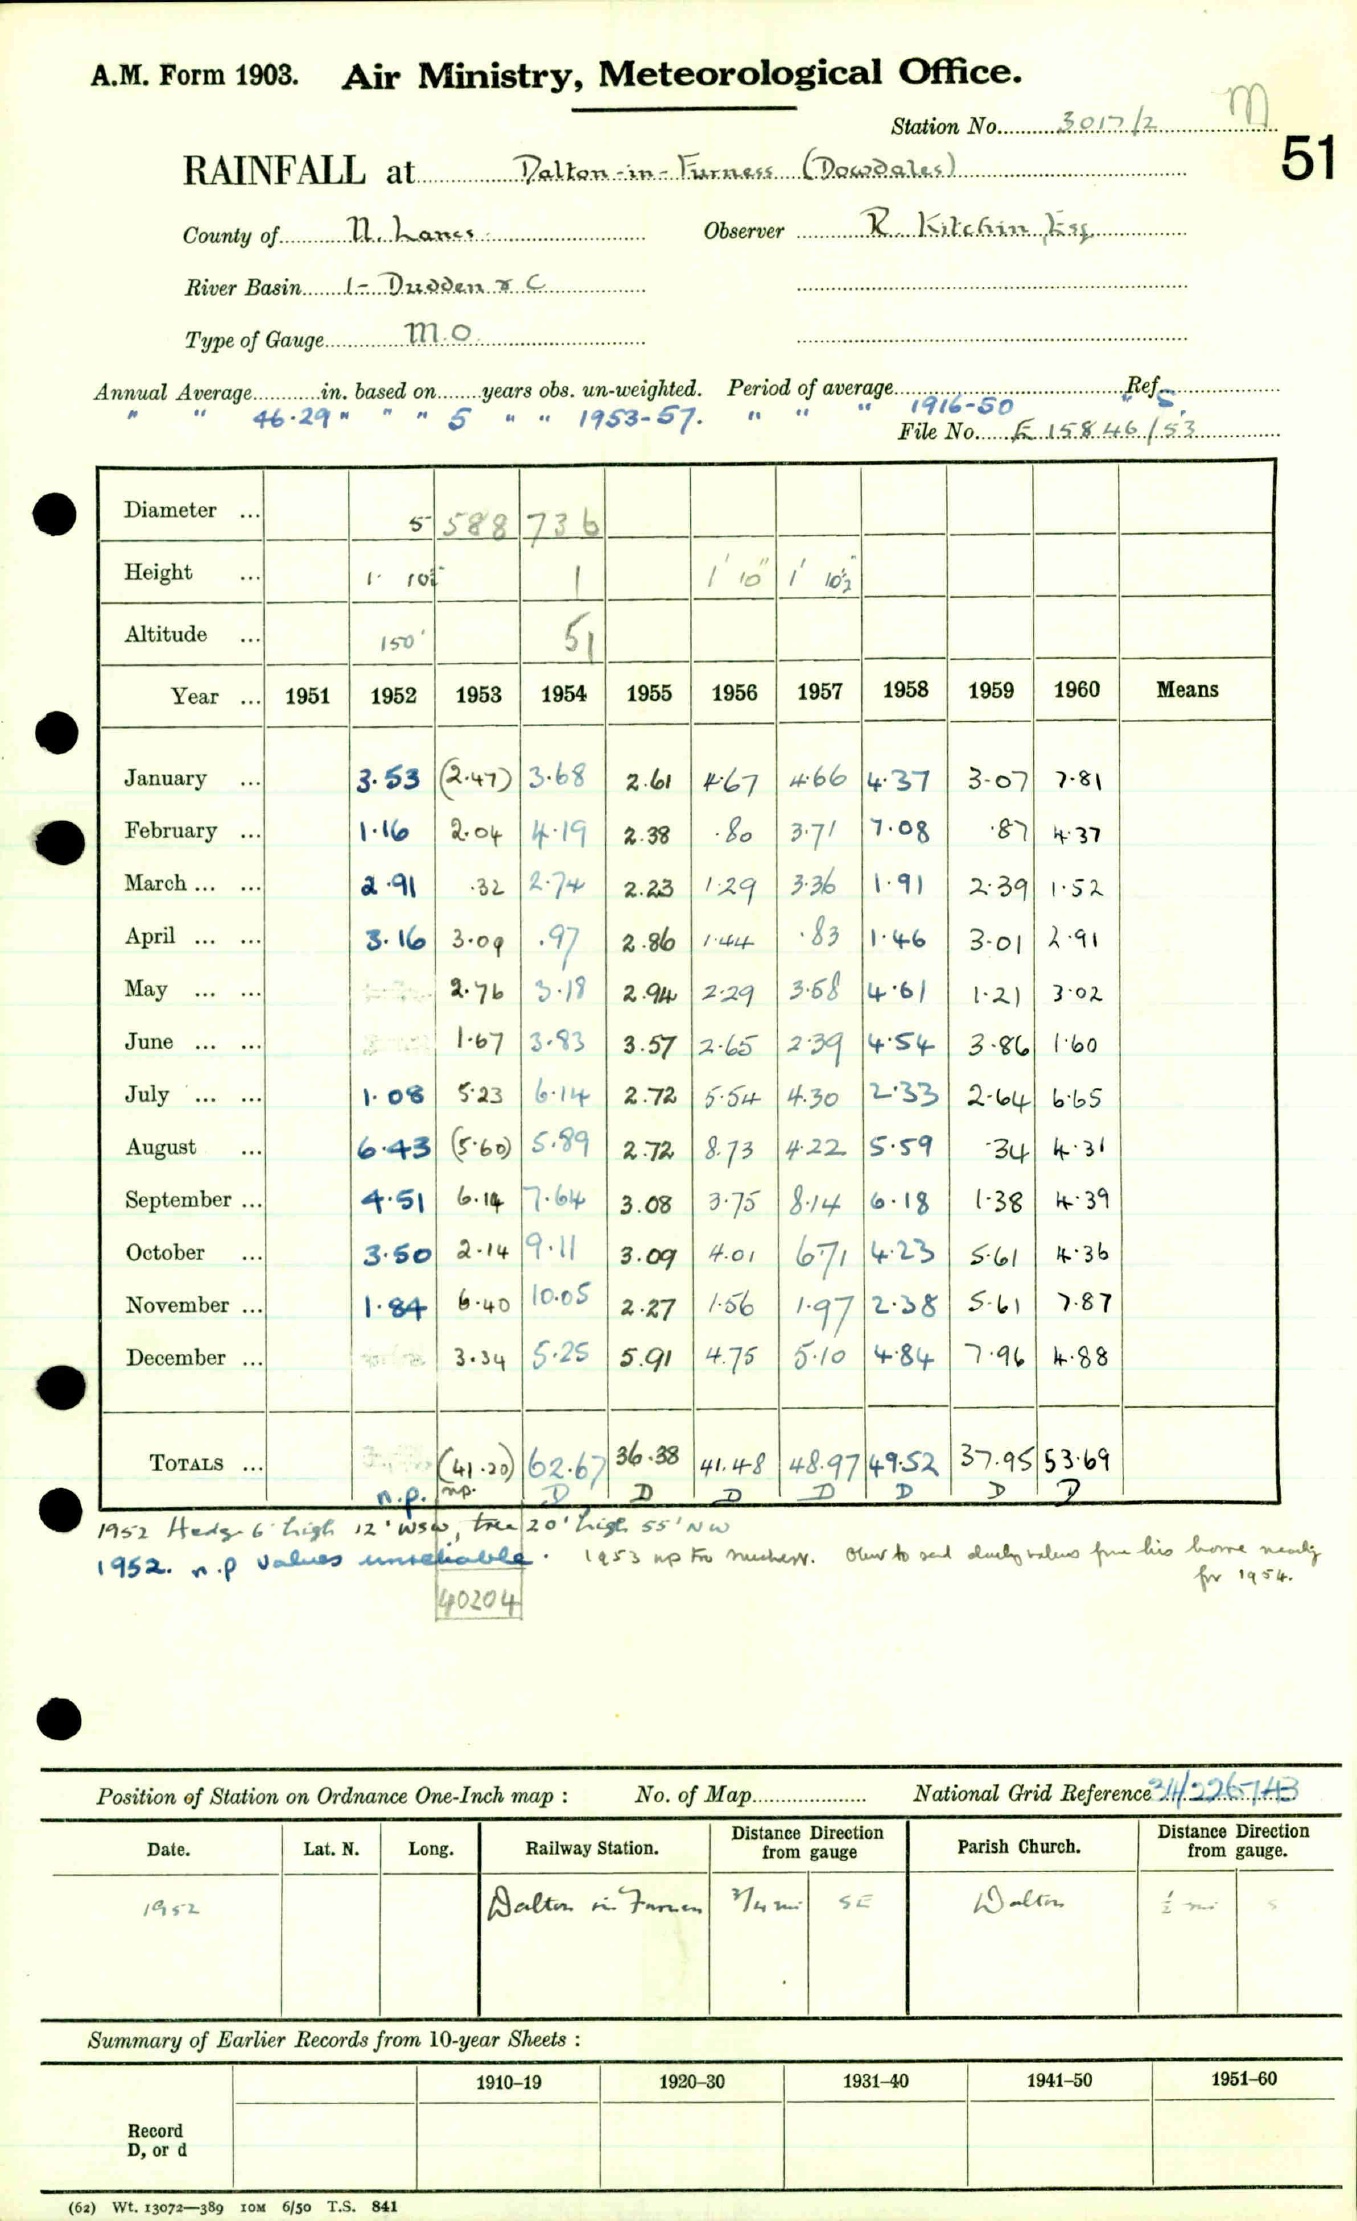 A.M. Form 1903. Air Ministry, Meteorological Office.
M
Station No. 3017/2
51
RAINFALL at Dalton-in-Furness (Dowdales)
County of N. Lancs. Observer R. Kitchin, Esq
River Basin 1- Dudden & C
Type of Gauge M.O.
Annual Average in. based on years obs. un-weighted. Period of average Ref.
" " 46.29 " " " 5 " " 1953-57. " " " 1916-50 " S.
File No. E 15846/53
Diameter ... 5 588 736
Height ... 1' 10½" 1 1' 10" 1' 10½"
Altitude ... 150' 51
Year ... 1951 1952 1953 1954 1955 1956 1957 1958 1959 1960 Means
January ... 3.53 (2.47) 3.68 2.61 4.67 4.66 4.37 3.07 7.81
February ... 1.16 2.04 4.19 2.38 .80 3.71 7.08 .87 4.37
March ... ... 2.91 .32 2.74 2.23 1.29 3.36 1.91 2.39 1.52
April ... ... 3.16 3.09 .97 2.86 1.44 .83 1.46 3.01 2.91
May ... ... 2.76 3.18 2.94 2.29 3.58 4.61 1.21 3.02
June ... ... 1.67 3.83 3.57 2.65 2.39 4.54 3.86 1.60
July ... ... 1.08 5.23 6.14 2.72 5.54 4.30 2.33 2.64 6.65
August ... 6.43 (5.60) 5.89 2.72 8.73 4.22 5.59 .34 4.31
September ... 4.51 6.14 7.64 3.08 3.75 8.14 6.18 1.38 4.39
October ... 3.50 2.14 9.11 3.09 4.01 6.71 4.23 5.61 4.36
November ... 1.84 6.40 10.05 2.27 1.56 1.97 2.38 5.61 7.87
December ... 3.34 5.25 5.91 4.75 5.10 4.84 7.96 4.88
TOTALS ... (41.20) 62.67 36.38 41.48 48.97 49.52 37.95 53.69
n.p. np. D D D D D D D
1952 Hedge 6' high 12' WSW, tree 20' high 55' NW
1952. n.p values unreliable. 1953 np to send daily values from his home
for 1954.
40204
Position of Station on Ordnance One-Inch map : No. of Map National Grid Reference 34/226743
Date. Lat. N. Long. Railway Station. Distance Direction from gauge Parish Church. Distance Direction from gauge.
1952 Dalton in Furness 3/4 mi SE Dalton ½ mi S
Summary of Earlier Records from 10-year Sheets :
1910–19 1920–30 1931–40 1941–50 1951–60
Record
D, or d
(62) Wt. 13072—389 10M 6/50 T.S. 841